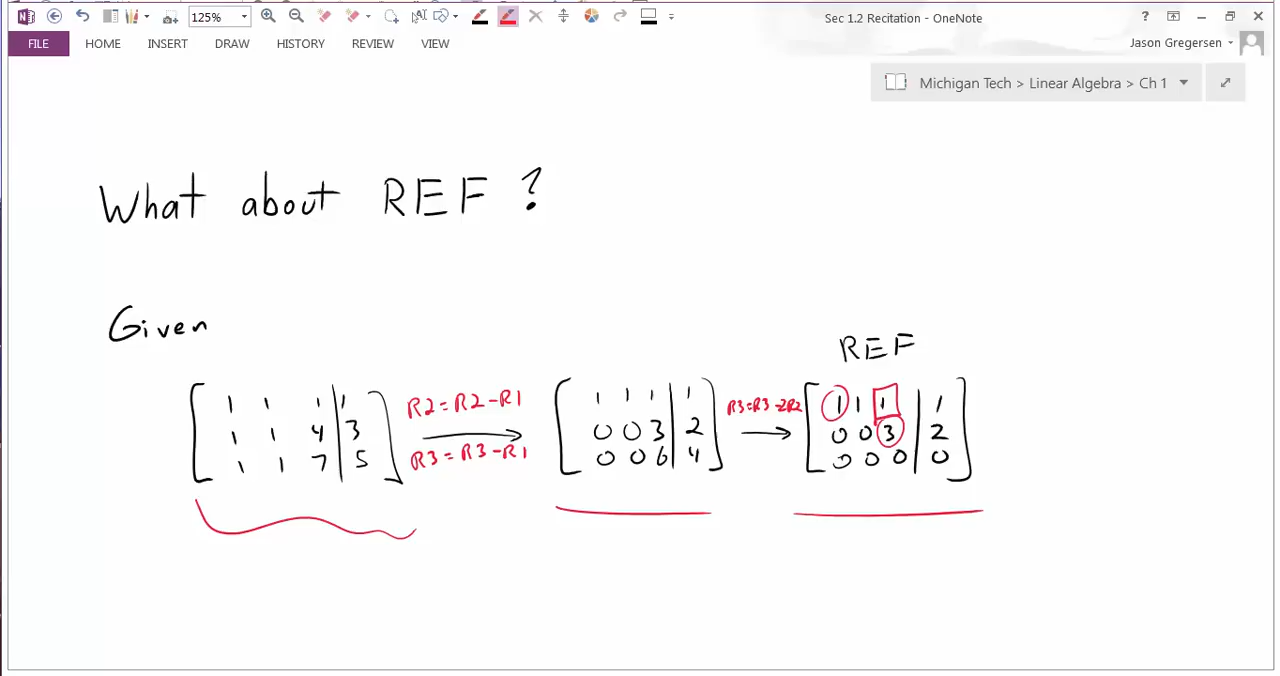 125%
Sec 1.2 Recitation - OneNote
?
FILE HOME INSERT DRAW HISTORY REVIEW VIEW
Jason Gregersen
Michigan Tech > Linear Algebra > Ch 1
What about REF ?
Given
REF
1 1 1 | 1
1 1 4 | 3
1 1 7 | 5
R2 = R2 - R1
R3 = R3 - R1
1 1 1 | 1
0 0 3 | 2
0 0 6 | 4
R3=R3-2R2
1 1 1 | 1
0 0 3 | 2
0 0 0 | 0